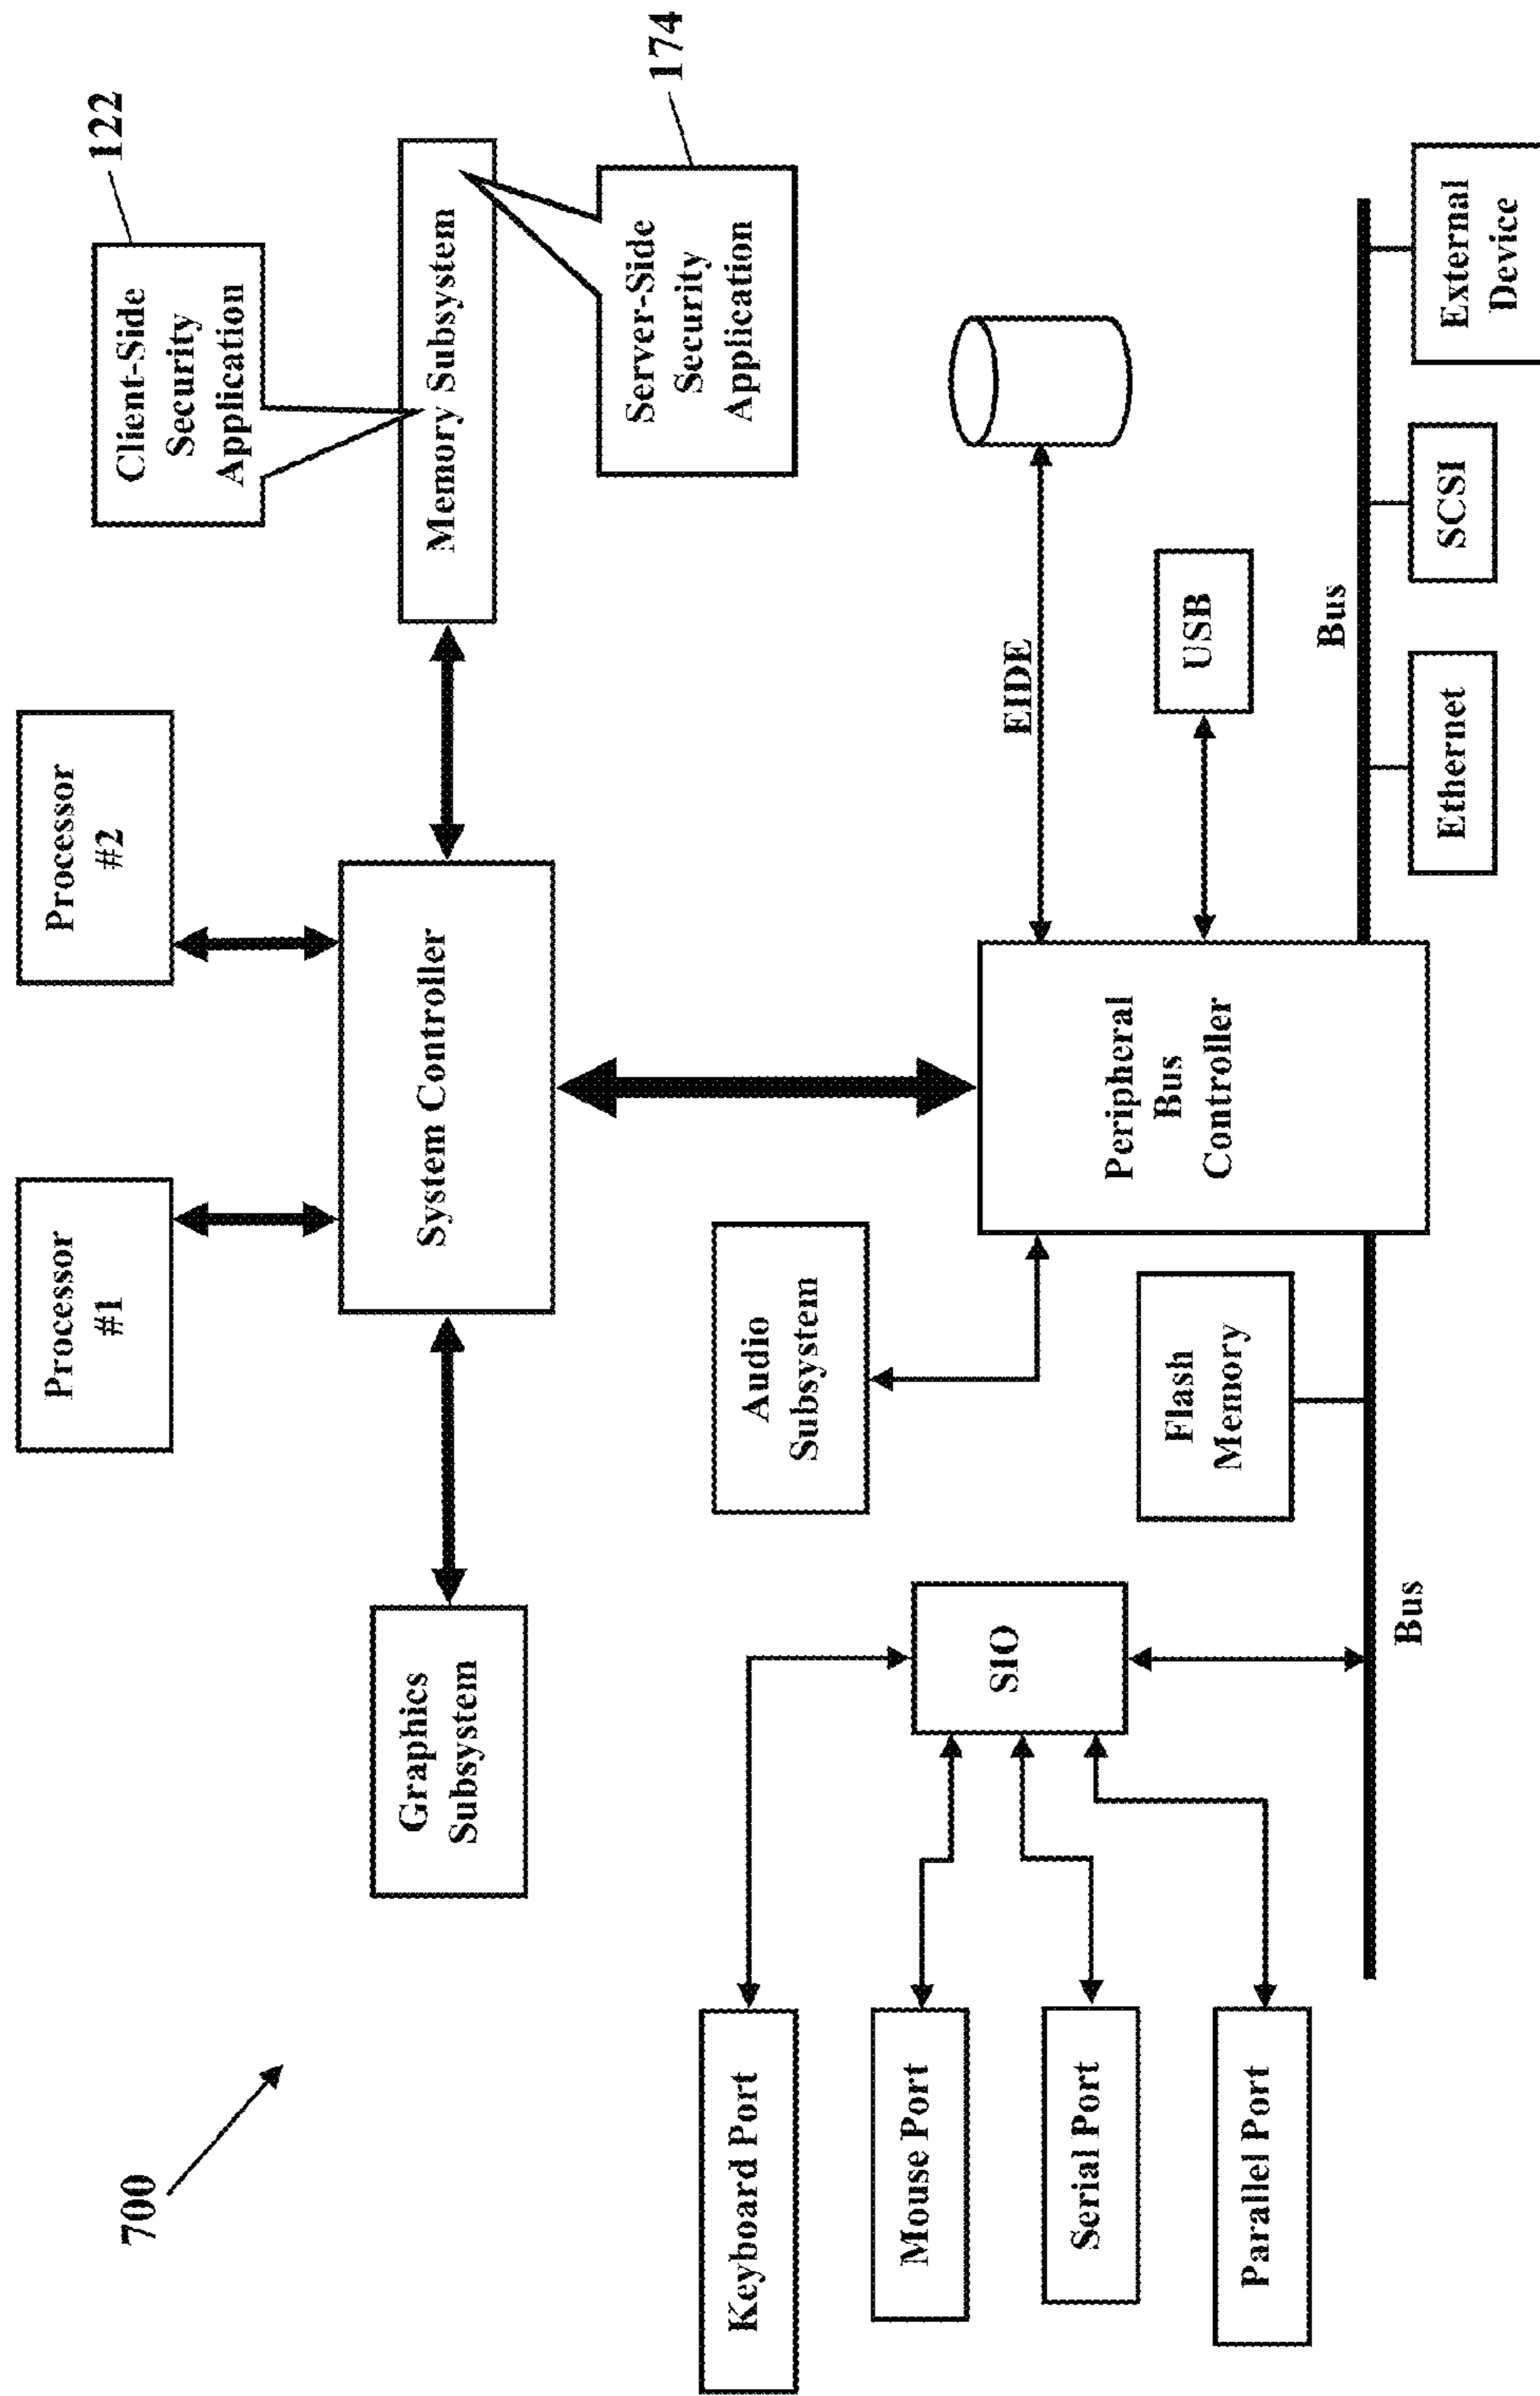 700
Processor
#1
Processor
#2
122
Client-Side
Security
Application
Graphics
Subsystem
System Controller
Memory Subsystem
174
Server-Side
Security
Application
Keyboard Port
Mouse Port
Serial Port
Parallel Port
SIO
Audio
Subsystem
Flash
Memory
Peripheral
Bus
Controller
EIDE
USB
Bus
Bus
Ethernet
SCSI
External
Device